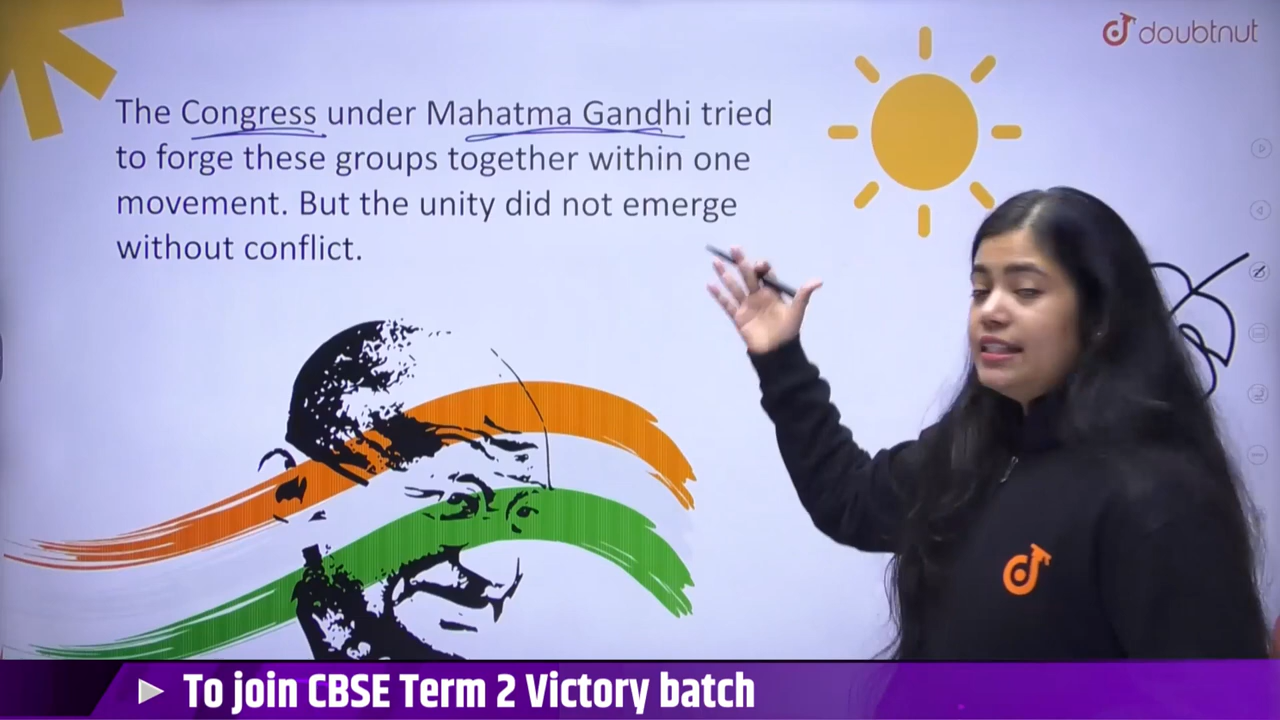 doubtnut
The Congress under Mahatma Gandhi tried
to forge these groups together within one
movement. But the unity did not emerge
without conflict.
To join CBSE Term 2 Victory batch